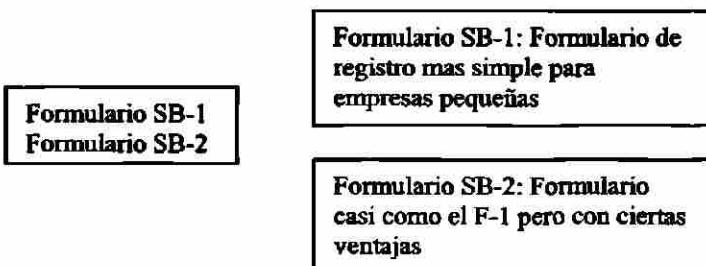 Formulario SB-1
Formulario SB-2
Formulario SB-1: Formulario de
registro mas simple para
empresas pequeñas
Formulario SB-2: Formulario
casi como el F-1 pero con ciertas
ventajas